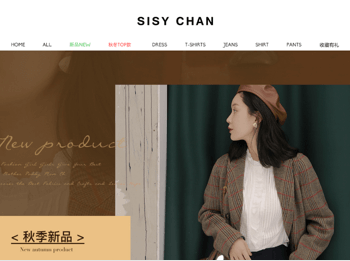 SISY CHAN
HOME ALL 新品NEW 秋冬TOP款 DRESS T-SHIRTS JEANS SHIRT PANTS 收藏有礼
New produc
< 秋季新品 >
New autumn product